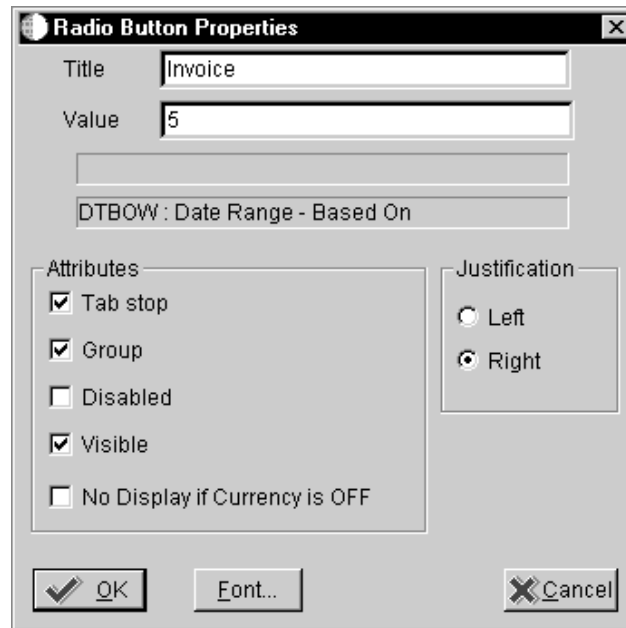 Radio Button Properties
Title Invoice
Value 5
DTBOW : Date Range - Based On
Attributes
Tab stop
Group
Disabled
Visible
No Display if Currency is OFF
Justification
Left
Right
OK Font... Cancel